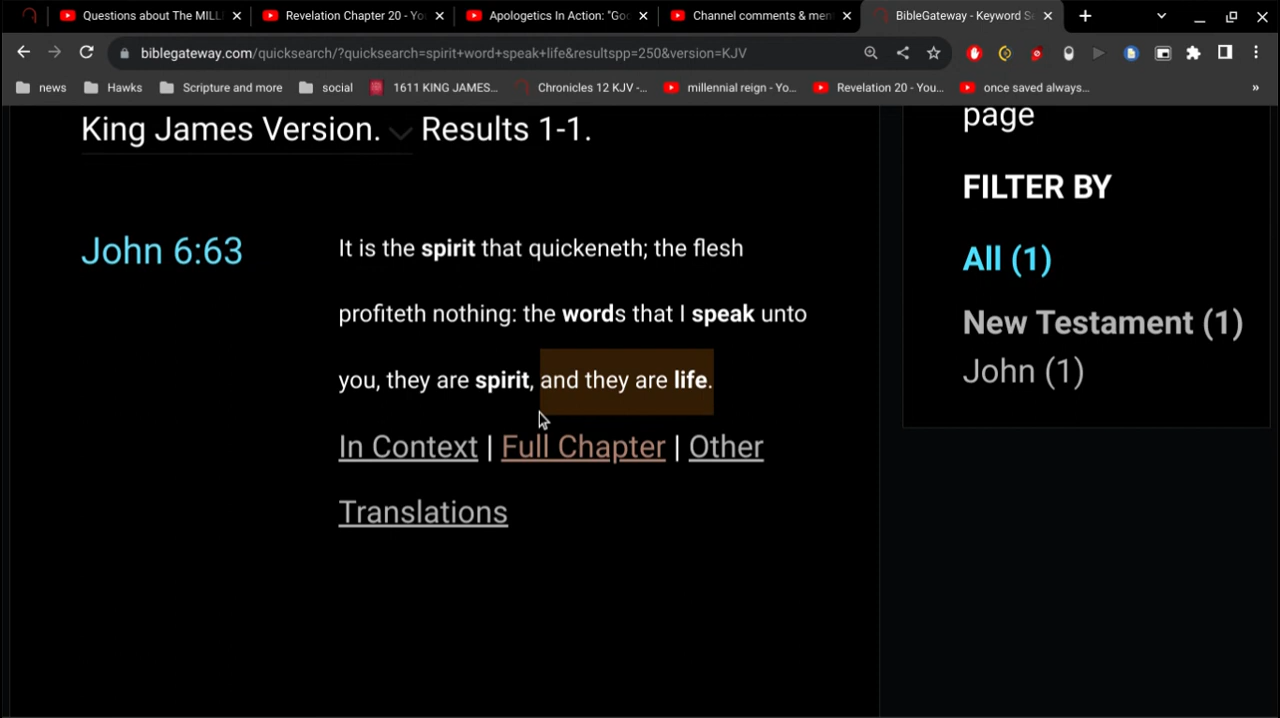 Questions about The MILL
Revelation Chapter 20 - Yo
Apologetics In Action: "Go
Channel comments & men
BibleGateway - Keyword Se
biblegateway.com/quicksearch/?quicksearch=spirit+word+speak+life&resultspp=250&version=KJV
news
Hawks
Scripture and more
social
1611 KING JAMES...
Chronicles 12 KJV -...
millennial reign - Yo...
Revelation 20 - You...
once saved always...
»
King James Version. Results 1-1.
John 6:63
It is the spirit that quickeneth; the flesh
profiteth nothing: the words that I speak unto
you, they are spirit, and they are life.
In Context | Full Chapter | Other
Translations
page
FILTER BY
All (1)
New Testament (1)
John (1)